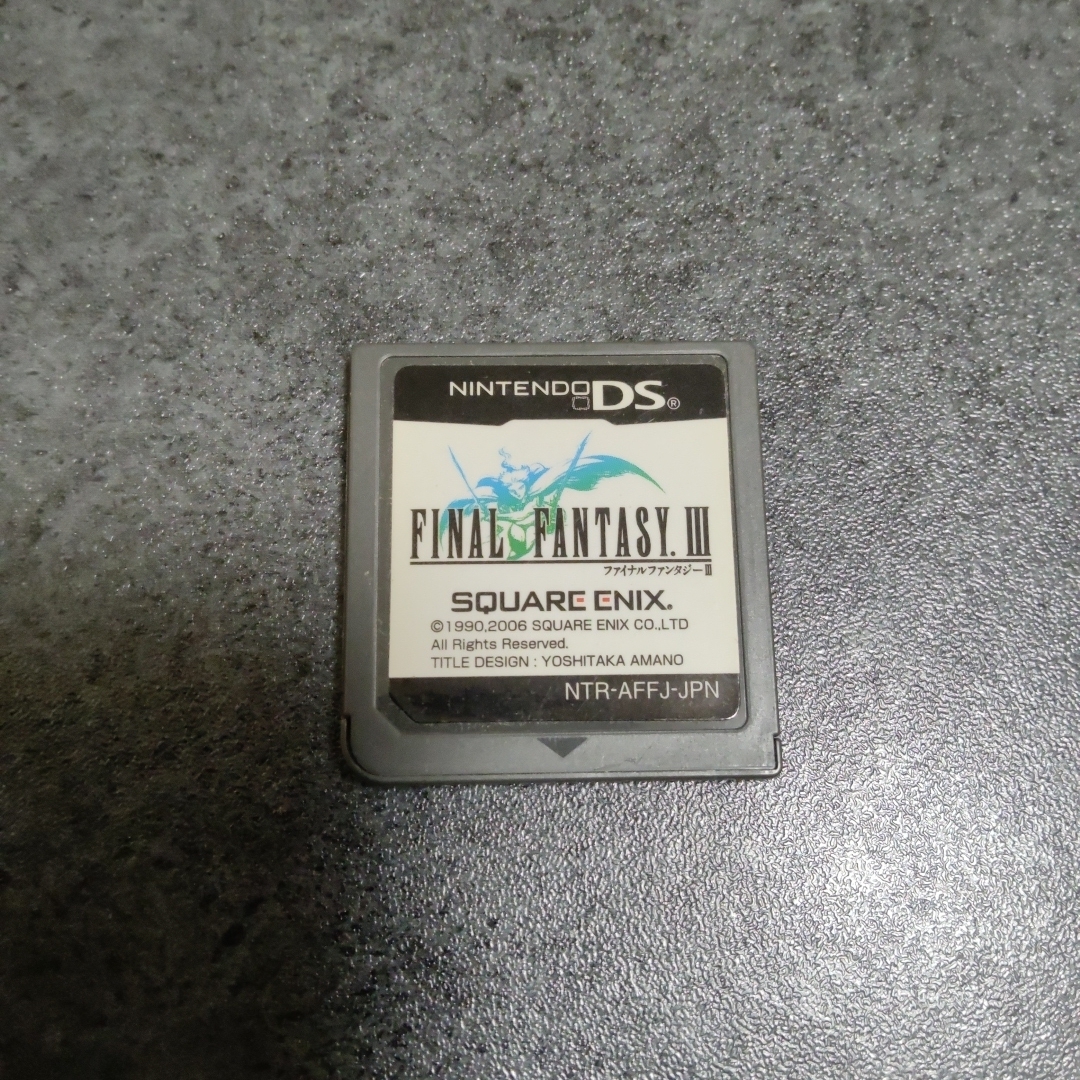 NINTENDO DS®
FINAL FANTASY. III
ファイナルファンタジーIII
SQUARE ENIX.
©1990,2006 SQUARE ENIX CO.,LTD
All Rights Reserved.
TITLE DESIGN : YOSHITAKA AMANO
NTR-AFFJ-JPN